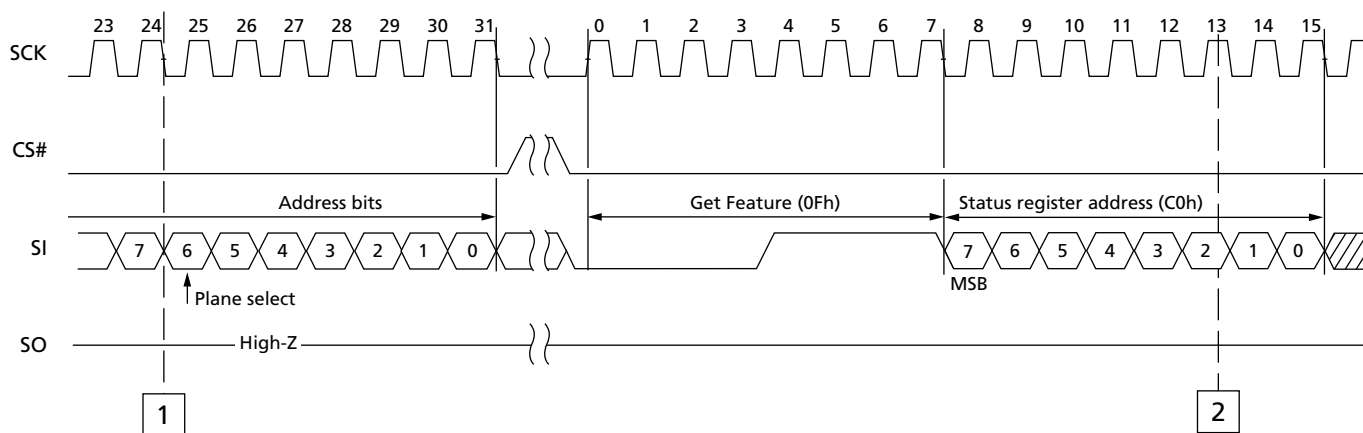 23 24 25 26 27 28 29 30 31 0 1 2 3 4 5 6 7 8 9 10 11 12 13 14 15
SCK
CS#
Address bits Get Feature (0Fh) Status register address (C0h)
SI 7 6 5 4 3 2 1 0 7 6 5 4 3 2 1 0
Plane select MSB
SO High-Z
1 2